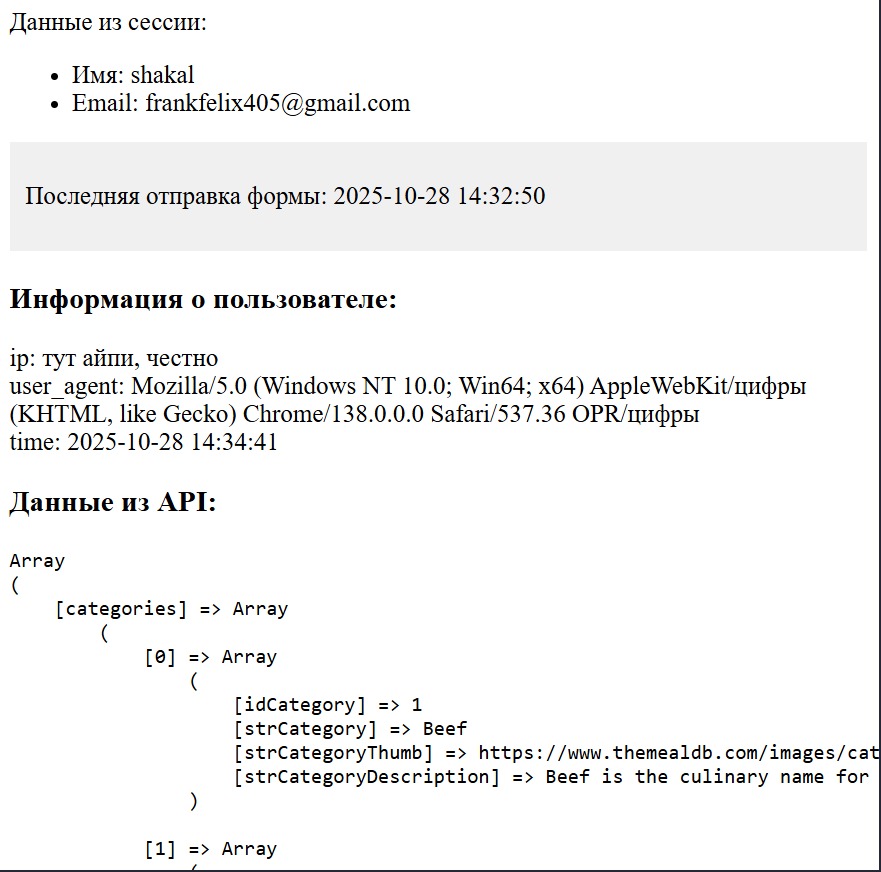 Данные из сессии:
• Имя: shakal
• Email: frankfelix405@gmail.com
Последняя отправка формы: 2025-10-28 14:32:50
Информация о пользователе:
ip: тут айпи, честно
user_agent: Mozilla/5.0 (Windows NT 10.0; Win64; x64) AppleWebKit/цифры
(KHTML, like Gecko) Chrome/138.0.0.0 Safari/537.36 OPR/цифры
time: 2025-10-28 14:34:41
Данные из API:
Array
(
    [categories] => Array
        (
            [0] => Array
                (
                    [idCategory] => 1
                    [strCategory] => Beef
                    [strCategoryThumb] => https://www.themealdb.com/images/cat
                    [strCategoryDescription] => Beef is the culinary name for
                )
            [1] => Array
                (